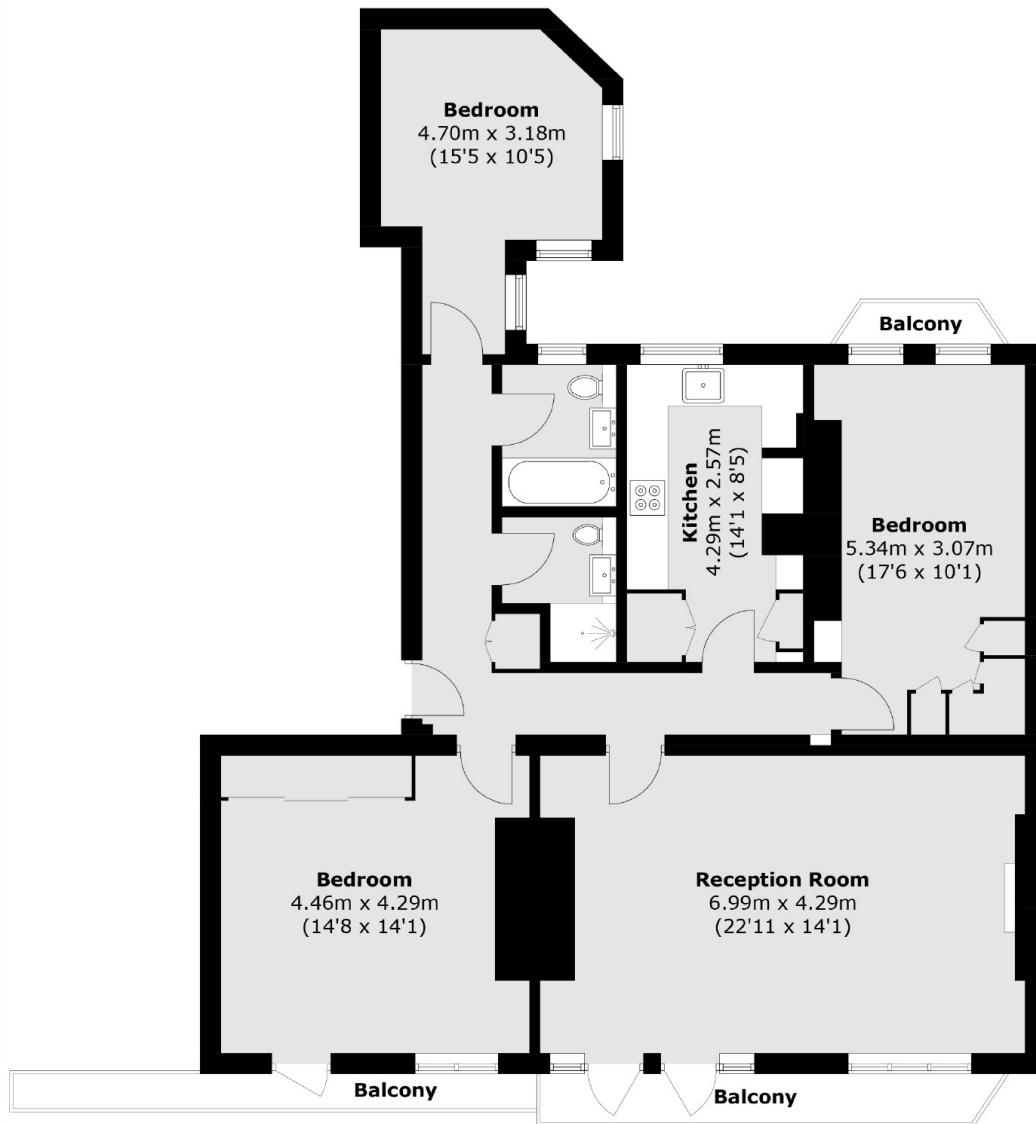 Bedroom
4.70m x 3.18m
(15'5 x 10'5)
Balcony
Kitchen
4.29m x 2.57m
(14'1 x 8'5)
Bedroom
5.34m x 3.07m
(17'6 x 10'1)
Bedroom
4.46m x 4.29m
(14'8 x 14'1)
Reception Room
6.99m x 4.29m
(22'11 x 14'1)
Balcony
Balcony